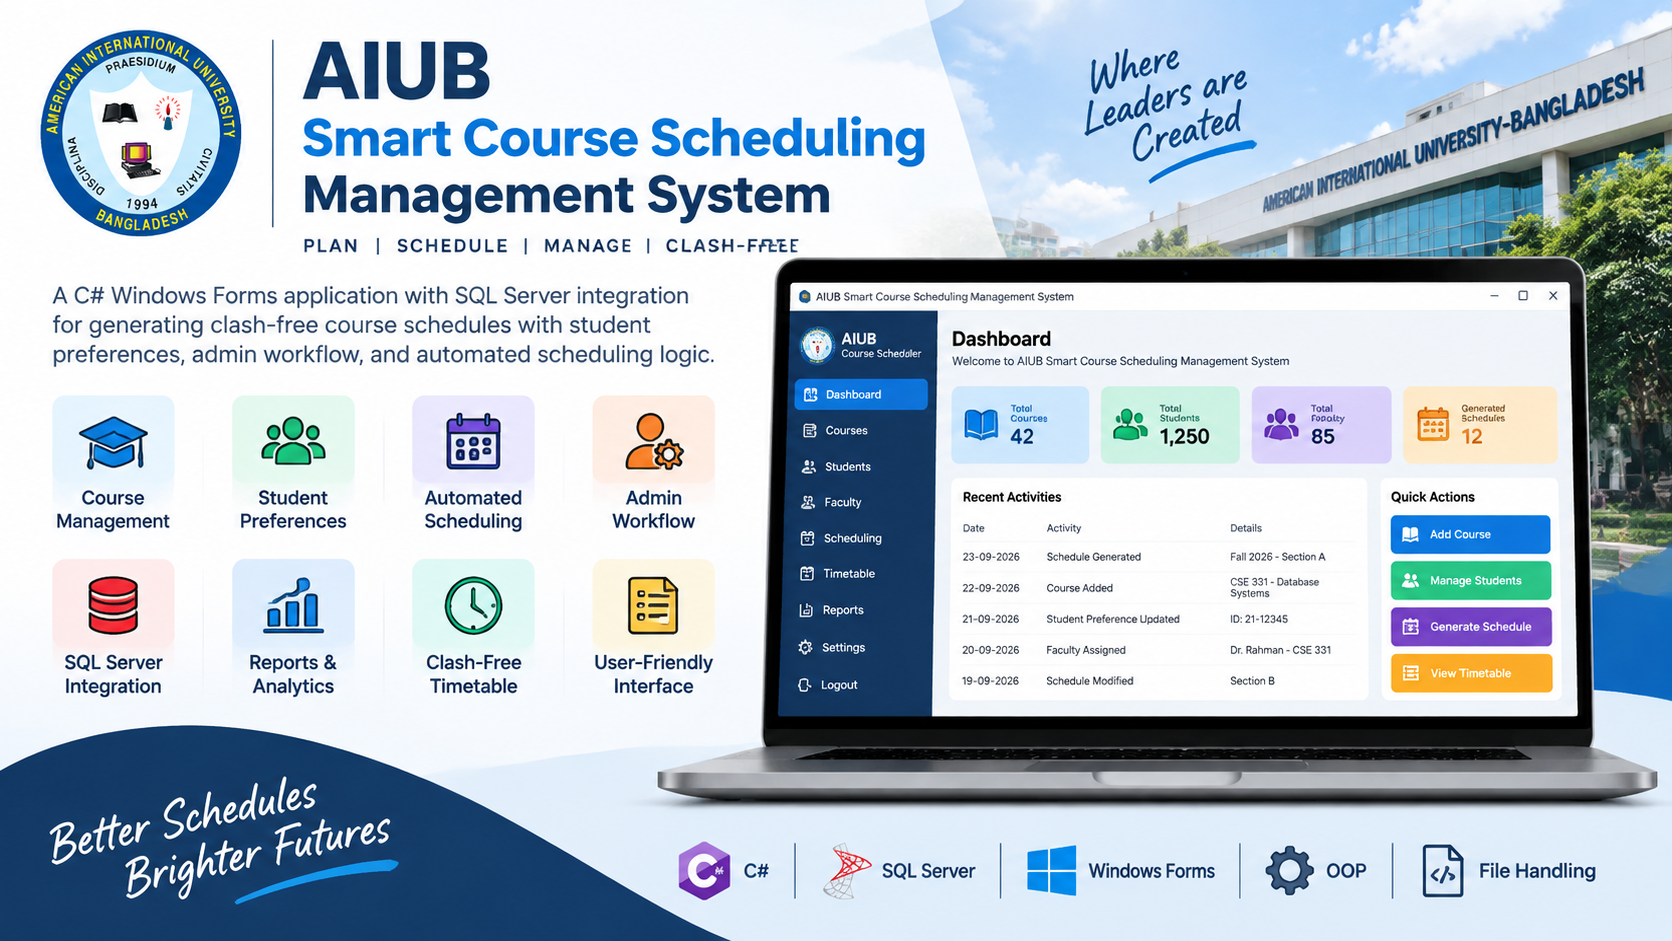 AMERICAN INTERNATIONAL UNIVERSITY
PRAESIDIUM
DISCIPLINA
CIVITATIS
1994
BANGLADESH
AIUB
Smart Course Scheduling
Management System
PLAN | SCHEDULE | MANAGE | CLASH-FREE
A C# Windows Forms application with SQL Server integration
for generating clash-free course schedules with student
preferences, admin workflow, and automated scheduling logic.
Course
Management
Student
Preferences
Automated
Scheduling
Admin
Workflow
SQL Server
Integration
Reports &
Analytics
Clash-Free
Timetable
User-Friendly
Interface
Better Schedules
Brighter Futures
Where
Leaders are
Created
AMERICAN INTERNATIONAL UNIVERSITY-BANGLADESH
AIUB Smart Course Scheduling Management System
AIUB
Course Scheduler
Dashboard
Courses
Students
Faculty
Scheduling
Timetable
Reports
Settings
Logout
Dashboard
Welcome to AIUB Smart Course Scheduling Management System
Total
Courses
42
Total
Students
1,250
Total
Faculty
85
Generated
Schedules
12
Recent Activities
Date Activity Details
23-09-2026 Schedule Generated Fall 2026 - Section A
22-09-2026 Course Added CSE 331 - Database
Systems
21-09-2026 Student Preference Updated ID: 21-12345
20-09-2026 Faculty Assigned Dr. Rahman - CSE 331
19-09-2026 Schedule Modified Section B
Quick Actions
Add Course
Manage Students
Generate Schedule
View Timetable
C#
SQL Server
Windows Forms
OOP
File Handling